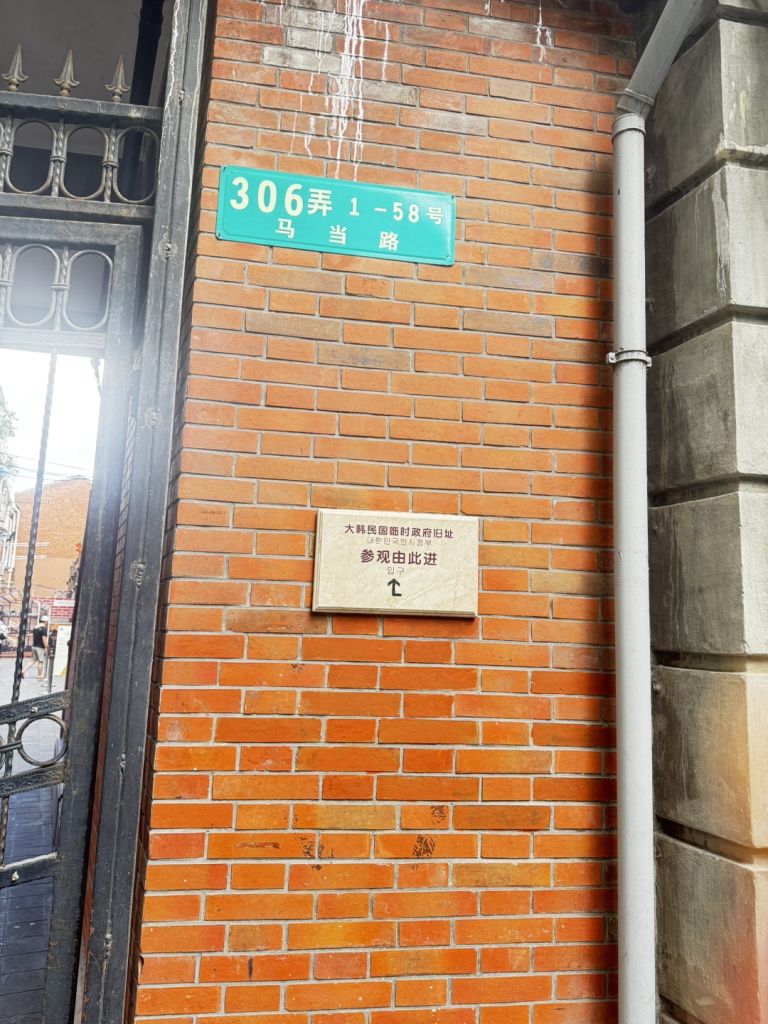 306弄 1-58号
马当路
大韩民国临时政府旧址
대한민국임시정부
参观由此进
입구